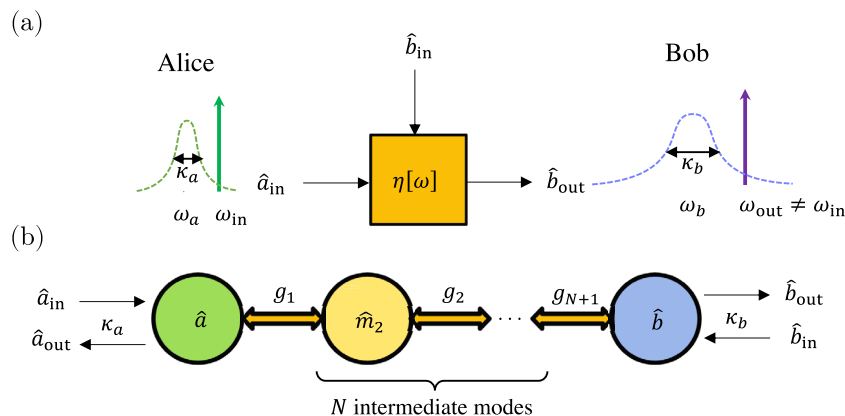 (a)
Alice
b̂_in
Bob
κ_a
â_in
η[ω]
b̂_out
κ_b
ω_a ω_in
ω_b ω_out ≠ ω_in
(b)
â_in
κ_a
â_out
â
g_1
m̂_2
g_2
···
g_{N+1}
b̂
b̂_out
κ_b
b̂_in
N intermediate modes